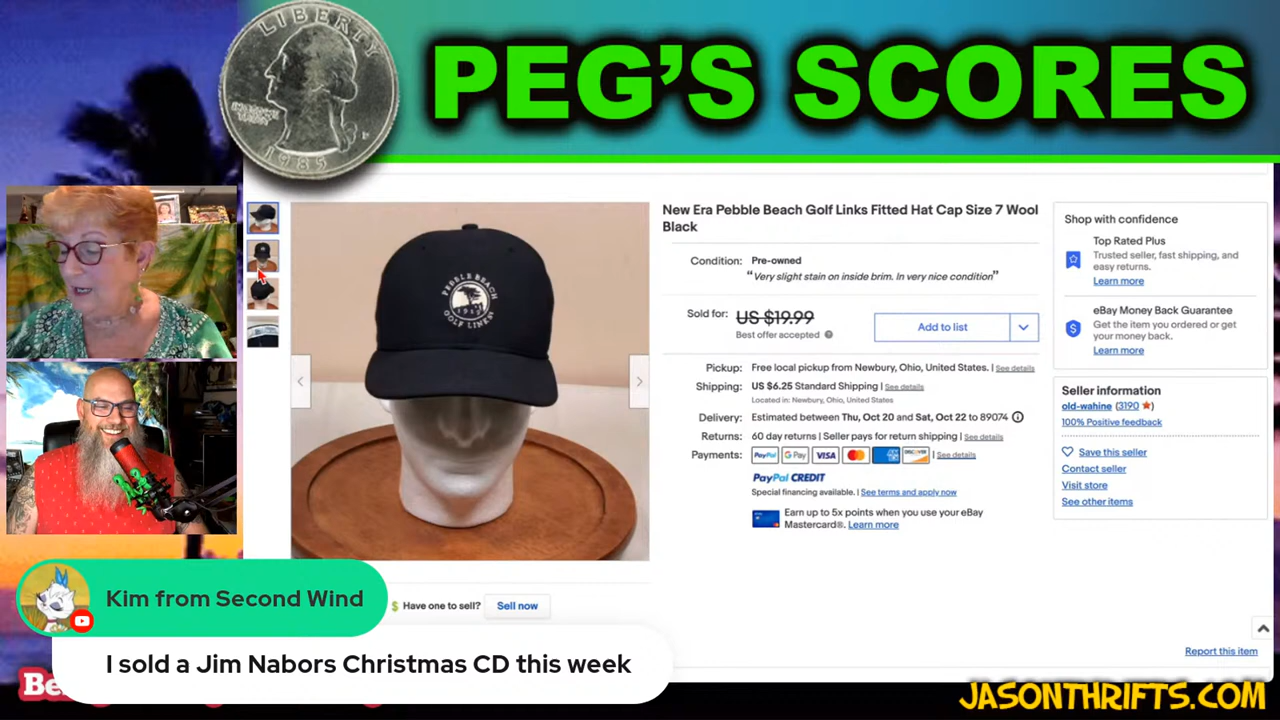 LIBERTY
1985
PEG'S SCORES
New Era Pebble Beach Golf Links Fitted Hat Cap Size 7 Wool
Black
Condition: Pre-owned
"Very slight stain on inside brim. In very nice condition"
Sold for: US $19.99
Best offer accepted
Add to list
Pickup: Free local pickup from Newbury, Ohio, United States. | See details
Shipping: US $6.25 Standard Shipping | See details
Located in: Newbury, Ohio, United States
Delivery: Estimated between Thu, Oct 20 and Sat, Oct 22 to 89074
Returns: 60 day returns | Seller pays for return shipping | See details
Payments: PayPal G Pay VISA DISCOVER | See details
PayPal CREDIT
Special financing available. | See terms and apply now
Earn up to 5x points when you use your eBay
Mastercard®. Learn more
Shop with confidence
Top Rated Plus
Trusted seller, fast shipping, and
easy returns.
Learn more
eBay Money Back Guarantee
Get the item you ordered or get
your money back.
Learn more
Seller information
old-wahine (3190)
100% Positive feedback
Save this seller
Contact seller
Visit store
See other items
PEBBLE BEACH
GOLF LINKS
Have one to sell? Sell now
Report this item
Kim from Second Wind
I sold a Jim Nabors Christmas CD this week
JASONTHRIFTS.COM